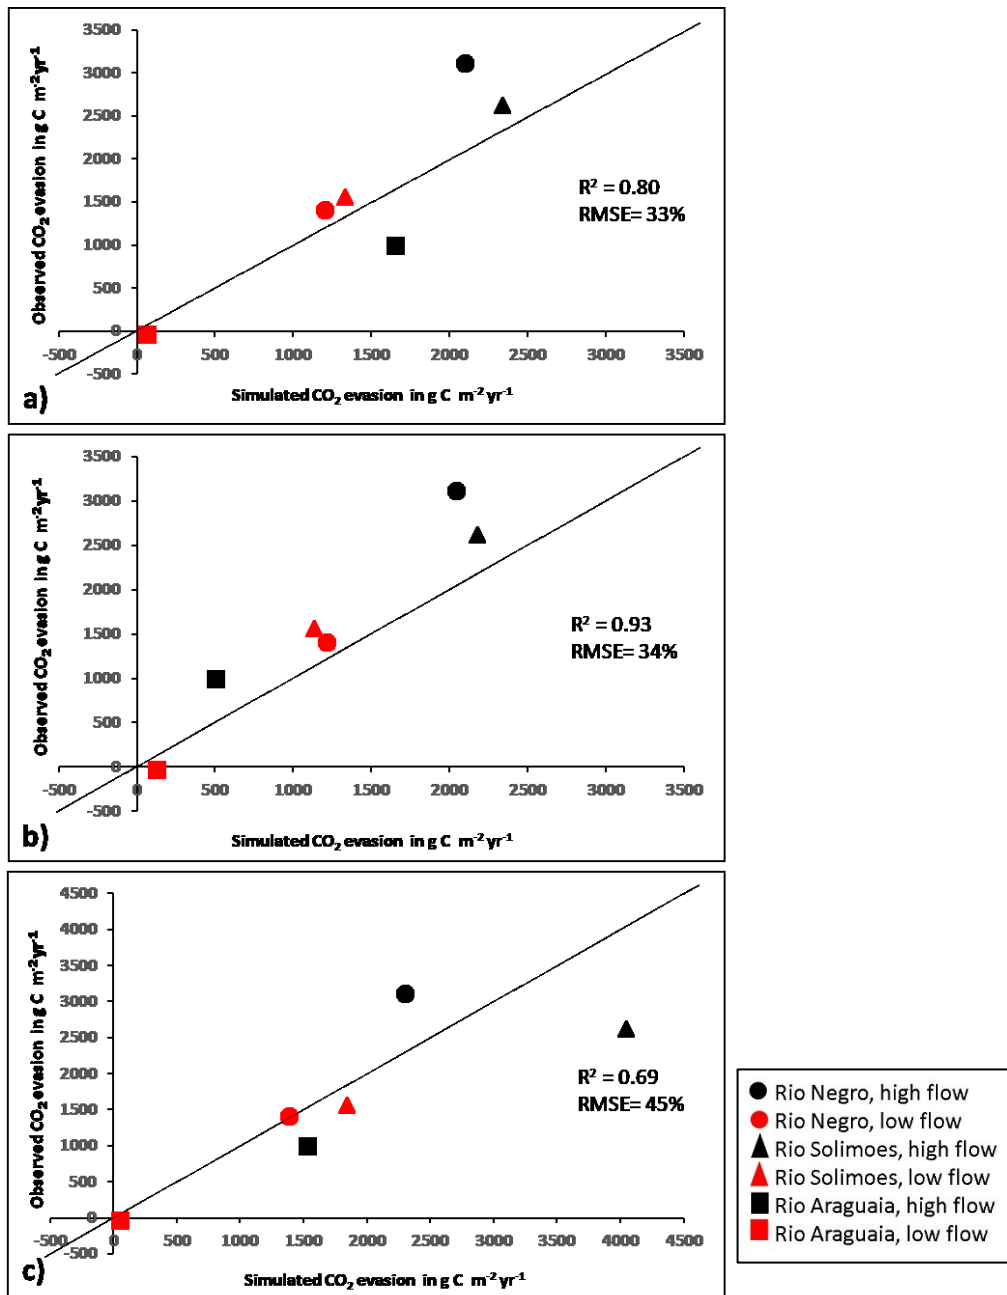 3500
3000
2500
2000
1500
1000
500
0
-500
-500 0 500 1000 1500 2000 2500 3000 3500
Observed CO₂ evasion in g C m⁻² yr⁻¹
R² = 0.80
RMSE= 33%
Simulated CO₂ evasion in g C m⁻² yr⁻¹
a)
3500
3000
2500
2000
1500
1000
500
0
-500
-500 0 500 1000 1500 2000 2500 3000 3500
Observed CO₂ evasion in g C m⁻² yr⁻¹
R² = 0.93
RMSE= 34%
Simulated CO₂ evasion in g C m⁻² yr⁻¹
b)
4500
4000
3500
3000
2500
2000
1500
1000
500
0
-500
-500 0 500 1000 1500 2000 2500 3000 3500 4000 4500
Observed CO₂ evasion in g C m⁻² yr⁻¹
R² = 0.69
RMSE= 45%
Simulated CO₂ evasion in g C m⁻² yr⁻¹
c)
Rio Negro, high flow
Rio Negro, low flow
Rio Solimoes, high flow
Rio Solimoes, low flow
Rio Araguaia, high flow
Rio Araguaia, low flow